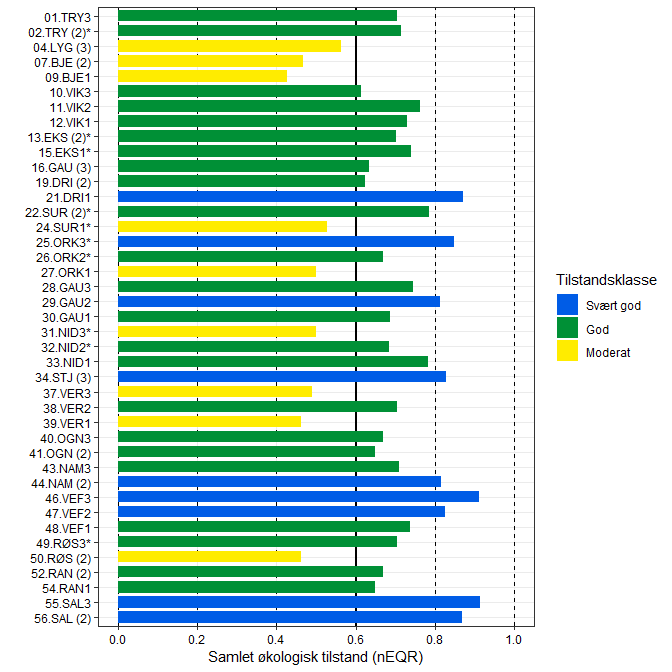 01.TRY3
02.TRY (2)*
04.LYG (3)
07.BJE (2)
09.BJE1
10.VIK3
11.VIK2
12.VIK1
13.EKS (2)*
15.EKS1*
16.GAU (3)
19.DRI (2)
21.DRI1
22.SUR (2)*
24.SUR1*
25.ORK3*
26.ORK2*
27.ORK1
28.GAU3
29.GAU2
30.GAU1
31.NID3*
32.NID2*
33.NID1
34.STJ (3)
37.VER3
38.VER2
39.VER1
40.OGN3
41.OGN (2)
43.NAM3
44.NAM (2)
46.VEF3
47.VEF2
48.VEF1
49.RØS3*
50.RØS (2)
52.RAN (2)
54.RAN1
55.SAL3
56.SAL (2)
0.0 0.2 0.4 0.6 0.8 1.0
Samlet økologisk tilstand (nEQR)
Tilstandsklasse
Svært god
God
Moderat